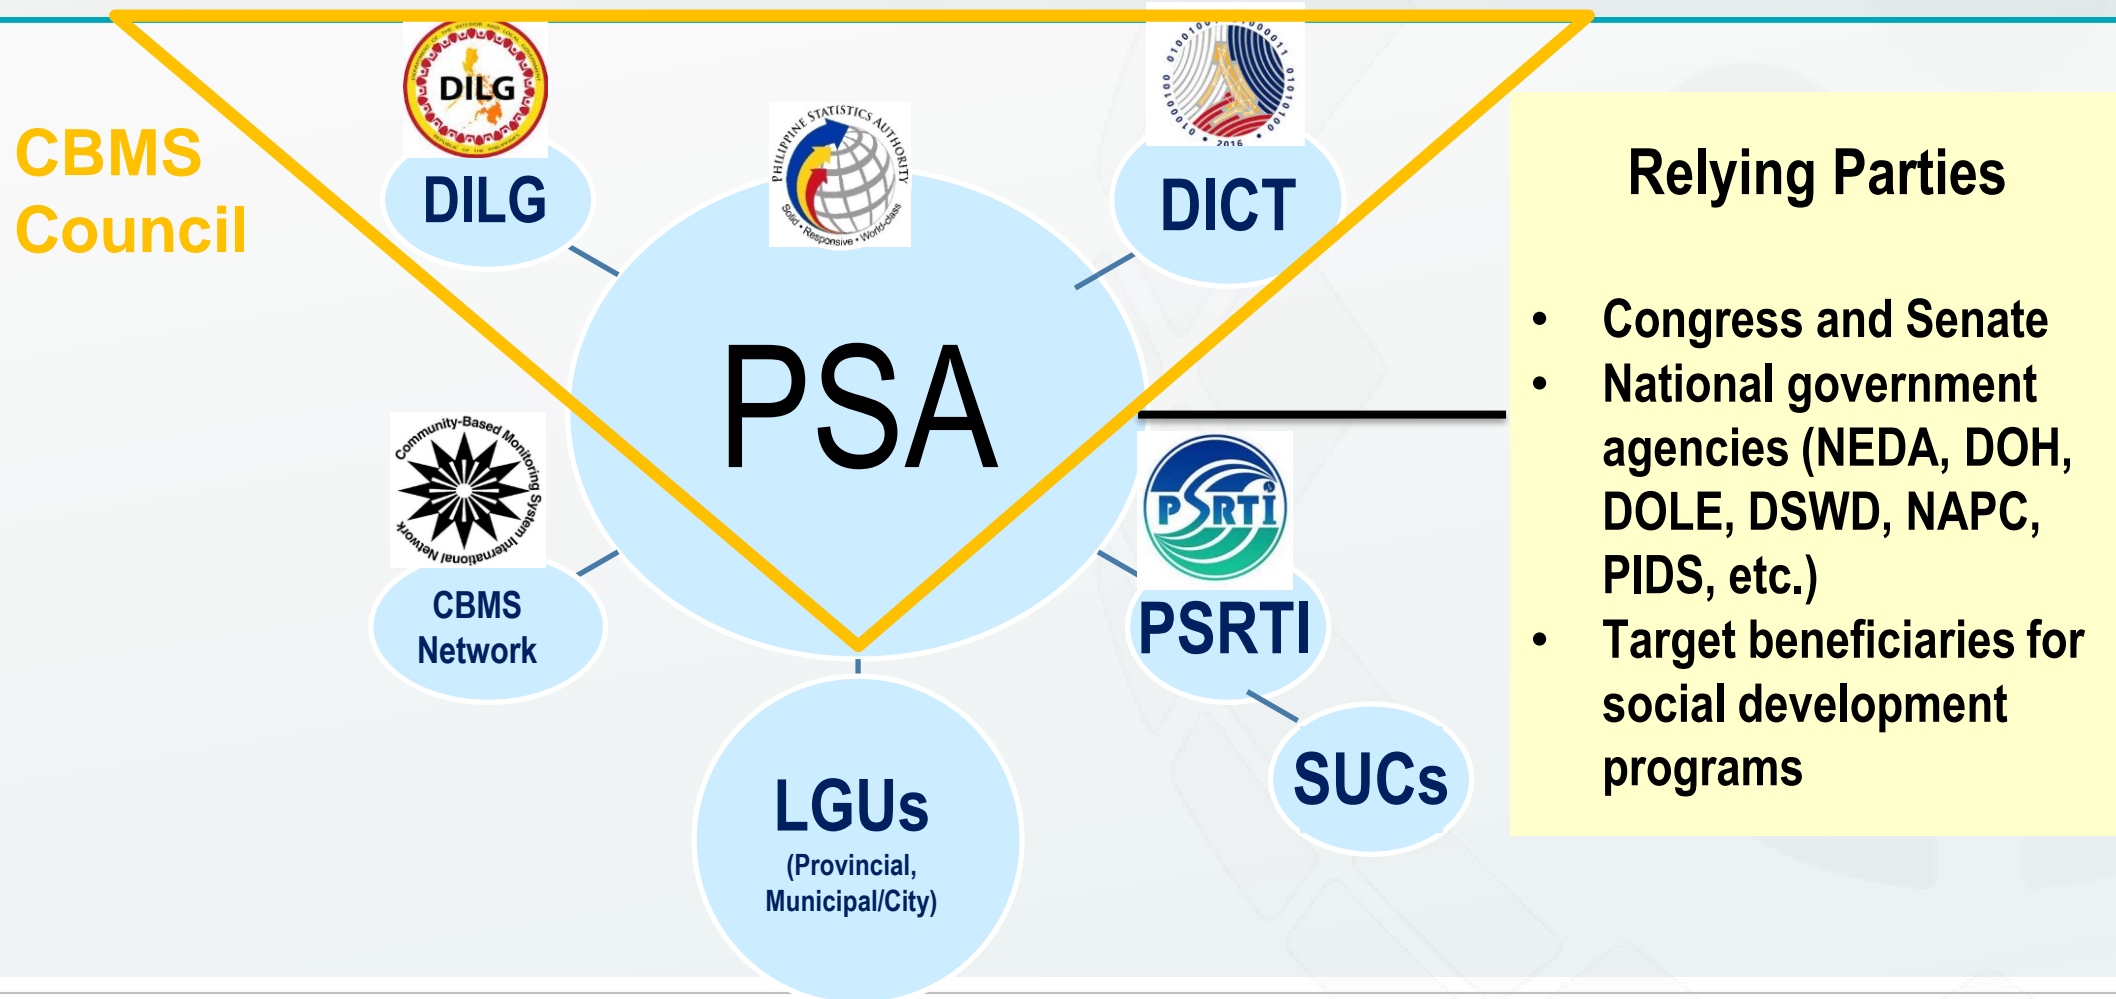 CBMS
Council
DILG
DILG
PHILIPPINE STATISTICS AUTHORITY
Solid • Responsive • World-class
2016
DICT
PSA
Community-Based Monitoring System
International Network
CBMS
Network
PSRTI
PSRTI
SUCs
LGUs
(Provincial,
Municipal/City)
Relying Parties
• Congress and Senate
• National government
agencies (NEDA, DOH,
DOLE, DSWD, NAPC,
PIDS, etc.)
• Target beneficiaries for
social development
programs